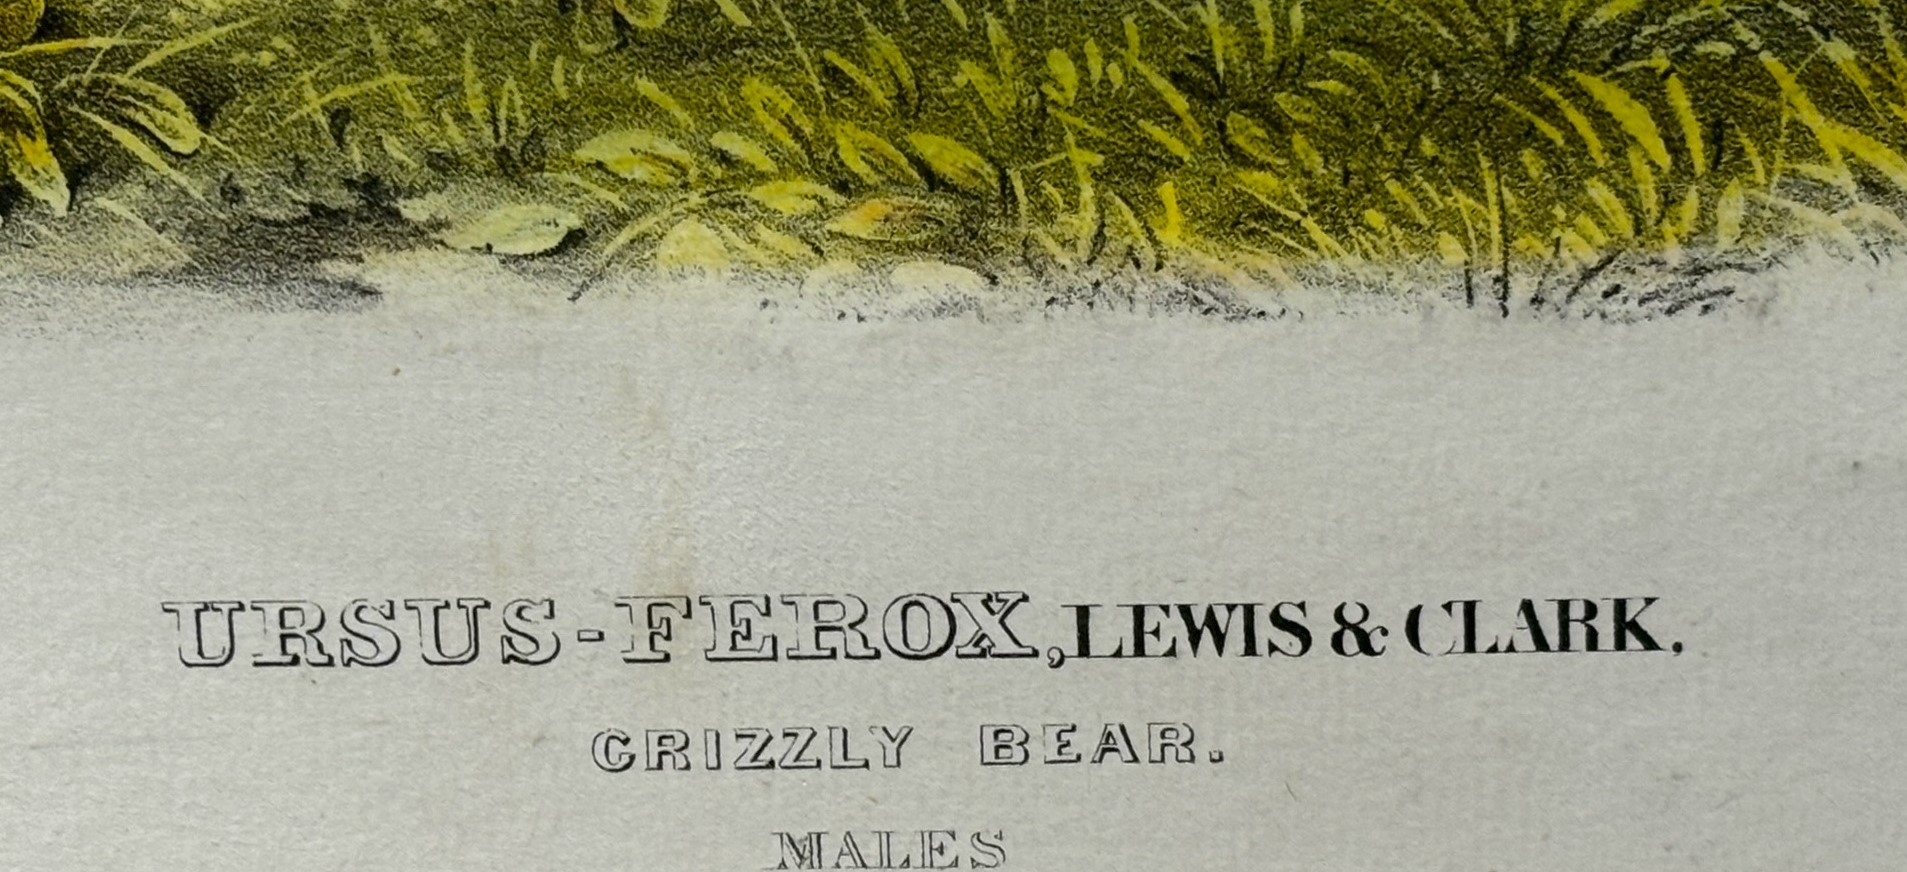 URSUS-FEROX, LEWIS & CLARK.
GRIZZLY BEAR.
MALES